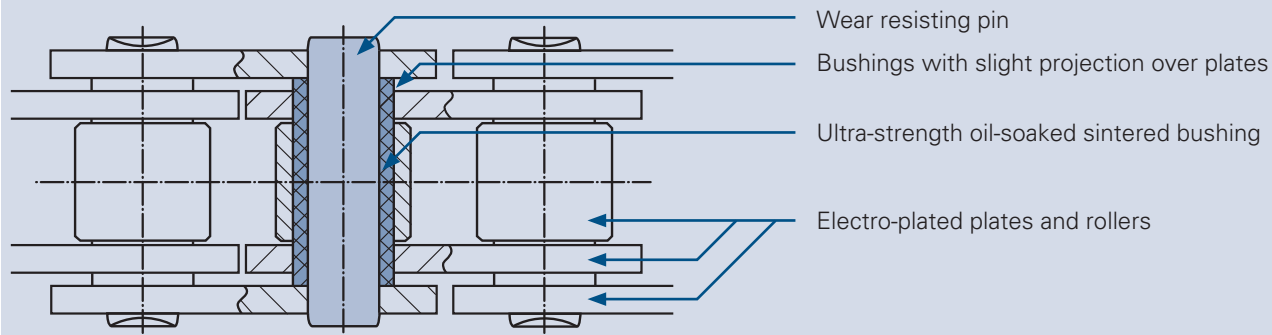 Wear resisting pin
Bushings with slight projection over plates
Ultra-strength oil-soaked sintered bushing
Electro-plated plates and rollers